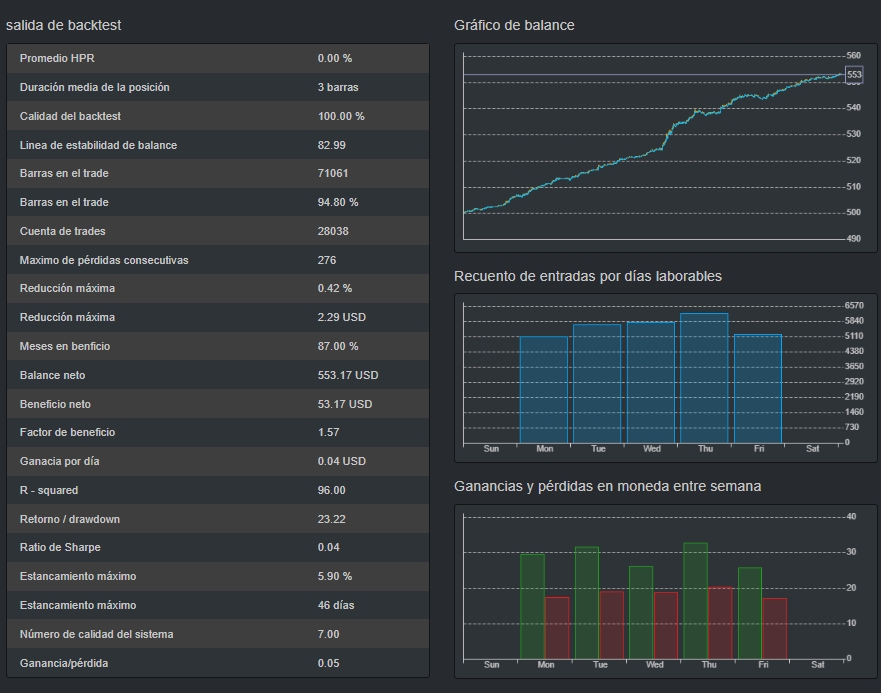 salida de backtest
Promedio HPR 0.00 %
Duración media de la posición 3 barras
Calidad del backtest 100.00 %
Linea de estabilidad de balance 82.99
Barras en el trade 71061
Barras en el trade 94.80 %
Cuenta de trades 28038
Maximo de pérdidas consecutivas 276
Reducción máxima 0.42 %
Reducción máxima 2.29 USD
Meses en benficio 87.00 %
Balance neto 553.17 USD
Beneficio neto 53.17 USD
Factor de beneficio 1.57
Ganacia por día 0.04 USD
R - squared 96.00
Retorno / drawdown 23.22
Ratio de Sharpe 0.04
Estancamiento máximo 5.90 %
Estancamiento máximo 46 días
Número de calidad del sistema 7.00
Ganancia/pérdida 0.05
Gráfico de balance
560
553
540
530
520
510
500
490
Recuento de entradas por días laborables
6570
5840
5110
4380
3650
2920
2190
1460
730
0
Sun Mon Tue Wed Thu Fri Sat
Ganancias y pérdidas en moneda entre semana
40
30
20
10
0
Sun Mon Tue Wed Thu Fri Sat